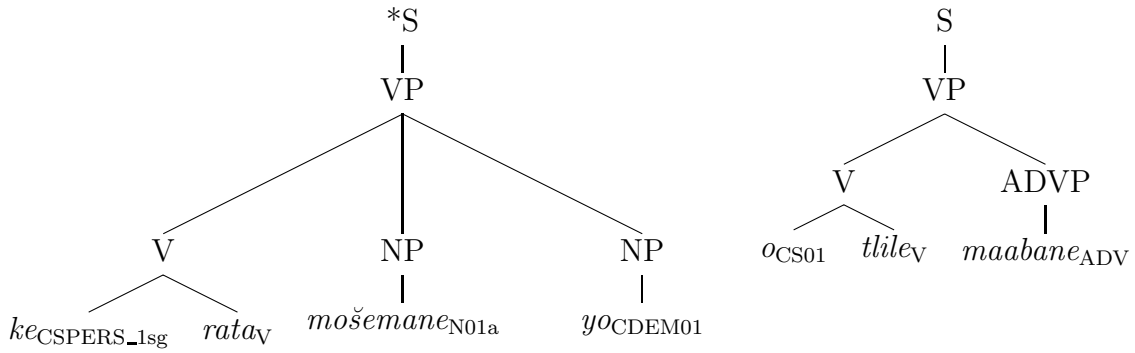 *S S
VP VP
V ADVP
V NP NP oCS01 tlileV maabaneADV
keCSPERS_1sg rataV mošemaneN01a yoCDEM01